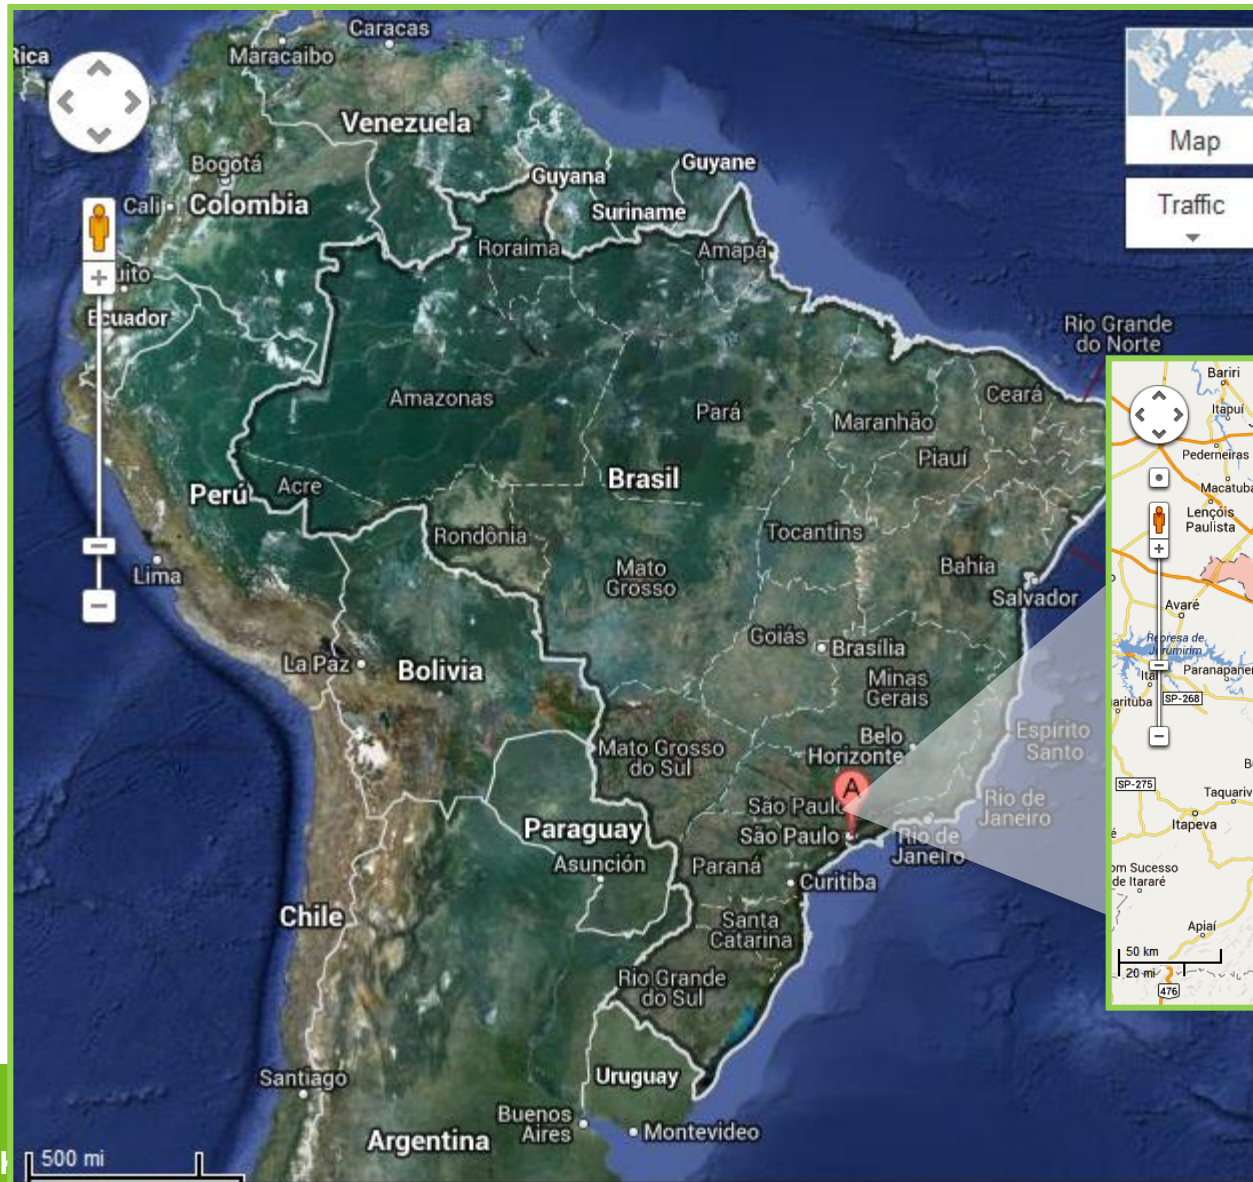 Caracas
Rica
Maracaibo
Map
Venezuela
Bogotá
Guyane
Guyana
Cali
Colombia
Suriname
Traffic
Roraima
Amapá
uito
Ecuador
Rio Grande
do Norte
Amazonas
Pará
Ceará
Maranhão
Piauí
Brasil
Perú
Acre
Rondônia
Tocantins
Lima
Mato
Grosso
Bahia
Salvador
Goiás
Brasília
La Paz
Bolivia
Minas
Gerais
Mato Grosso
do Sul
Belo
Horizonte
Espírito
Santo
A
São Paulo
São Paulo
Rio de
Janeiro
Rio de
Janeiro
Paraguay
Asunción
Paraná
Curitiba
Chile
Santa
Catarina
Rio Grande
do Sul
Santiago
Uruguay
Buenos
Aires
Montevideo
Argentina
500 mi
Bariri
Itapuí
Pederneiras
Macatuba
Lençóis
Paulista
Avaré
Represa de
Jurumirim
Itaí
Paranapane
arituba
SP-268
SP-275
Taquariv
Itapeva
om Sucesso
de Itararé
Apiaí
50 km
20 mi
476